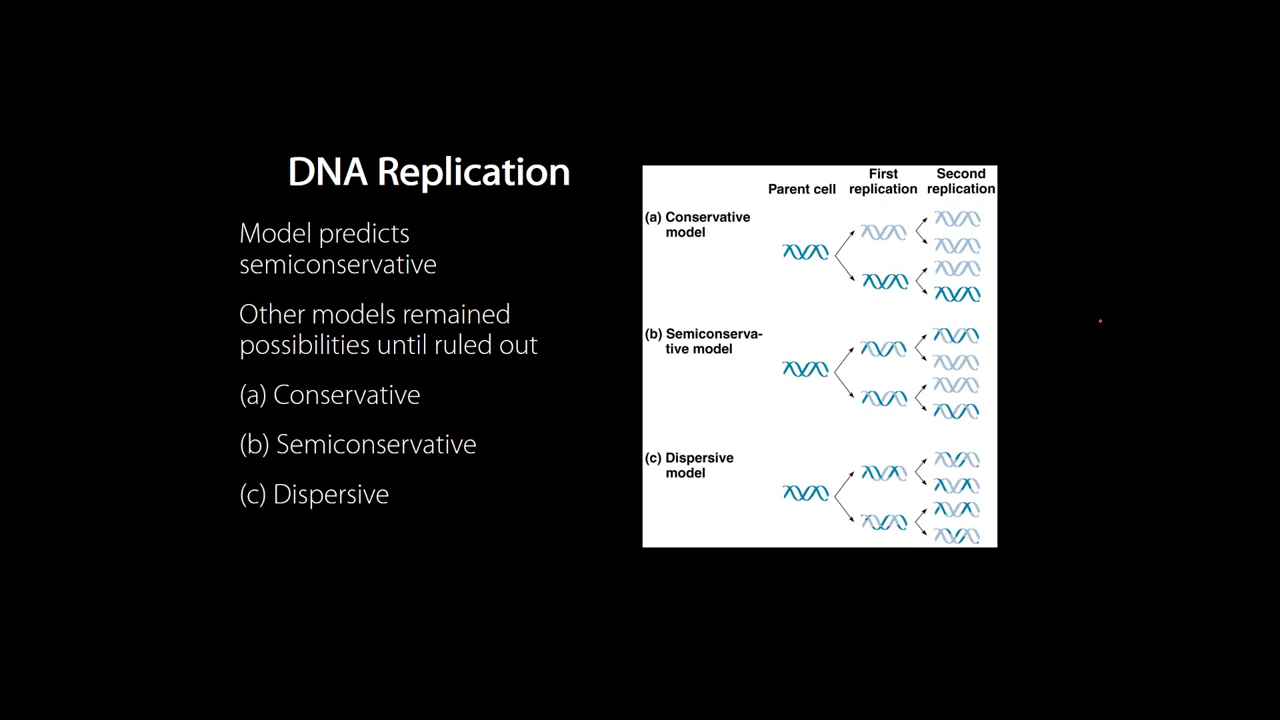 DNA Replication
Model predicts
semiconservative
Other models remained
possibilities until ruled out
(a) Conservative
(b) Semiconservative
(c) Dispersive
Parent cell
First
replication
Second
replication
(a) Conservative
model
(b) Semiconserva-
tive model
(c) Dispersive
model